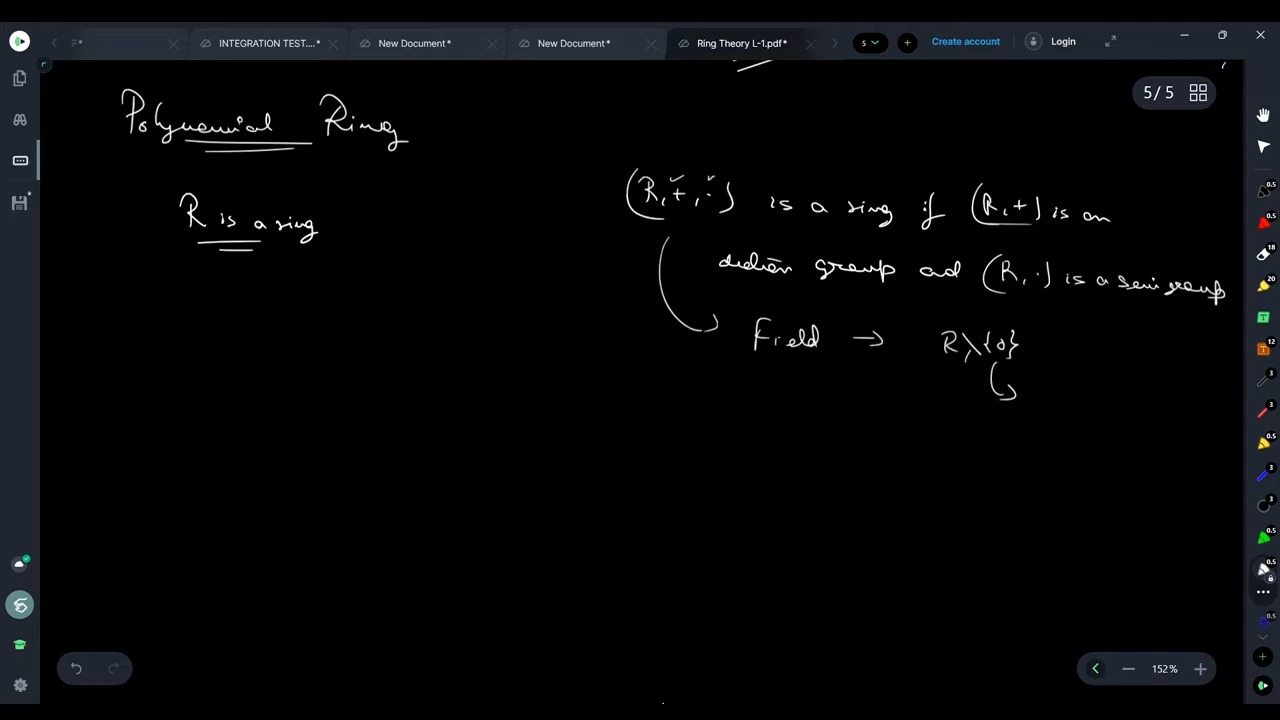 INTEGRATION TEST....*
New Document*
New Document*
Ring Theory L-1.pdf*
5
Create account
Login
5/5
Polynomial Ring
R is a ring
(R, +, ·) is a ring if (R, +) is an
group and (R, ·) is a semi group
Field → R\{0}
152%